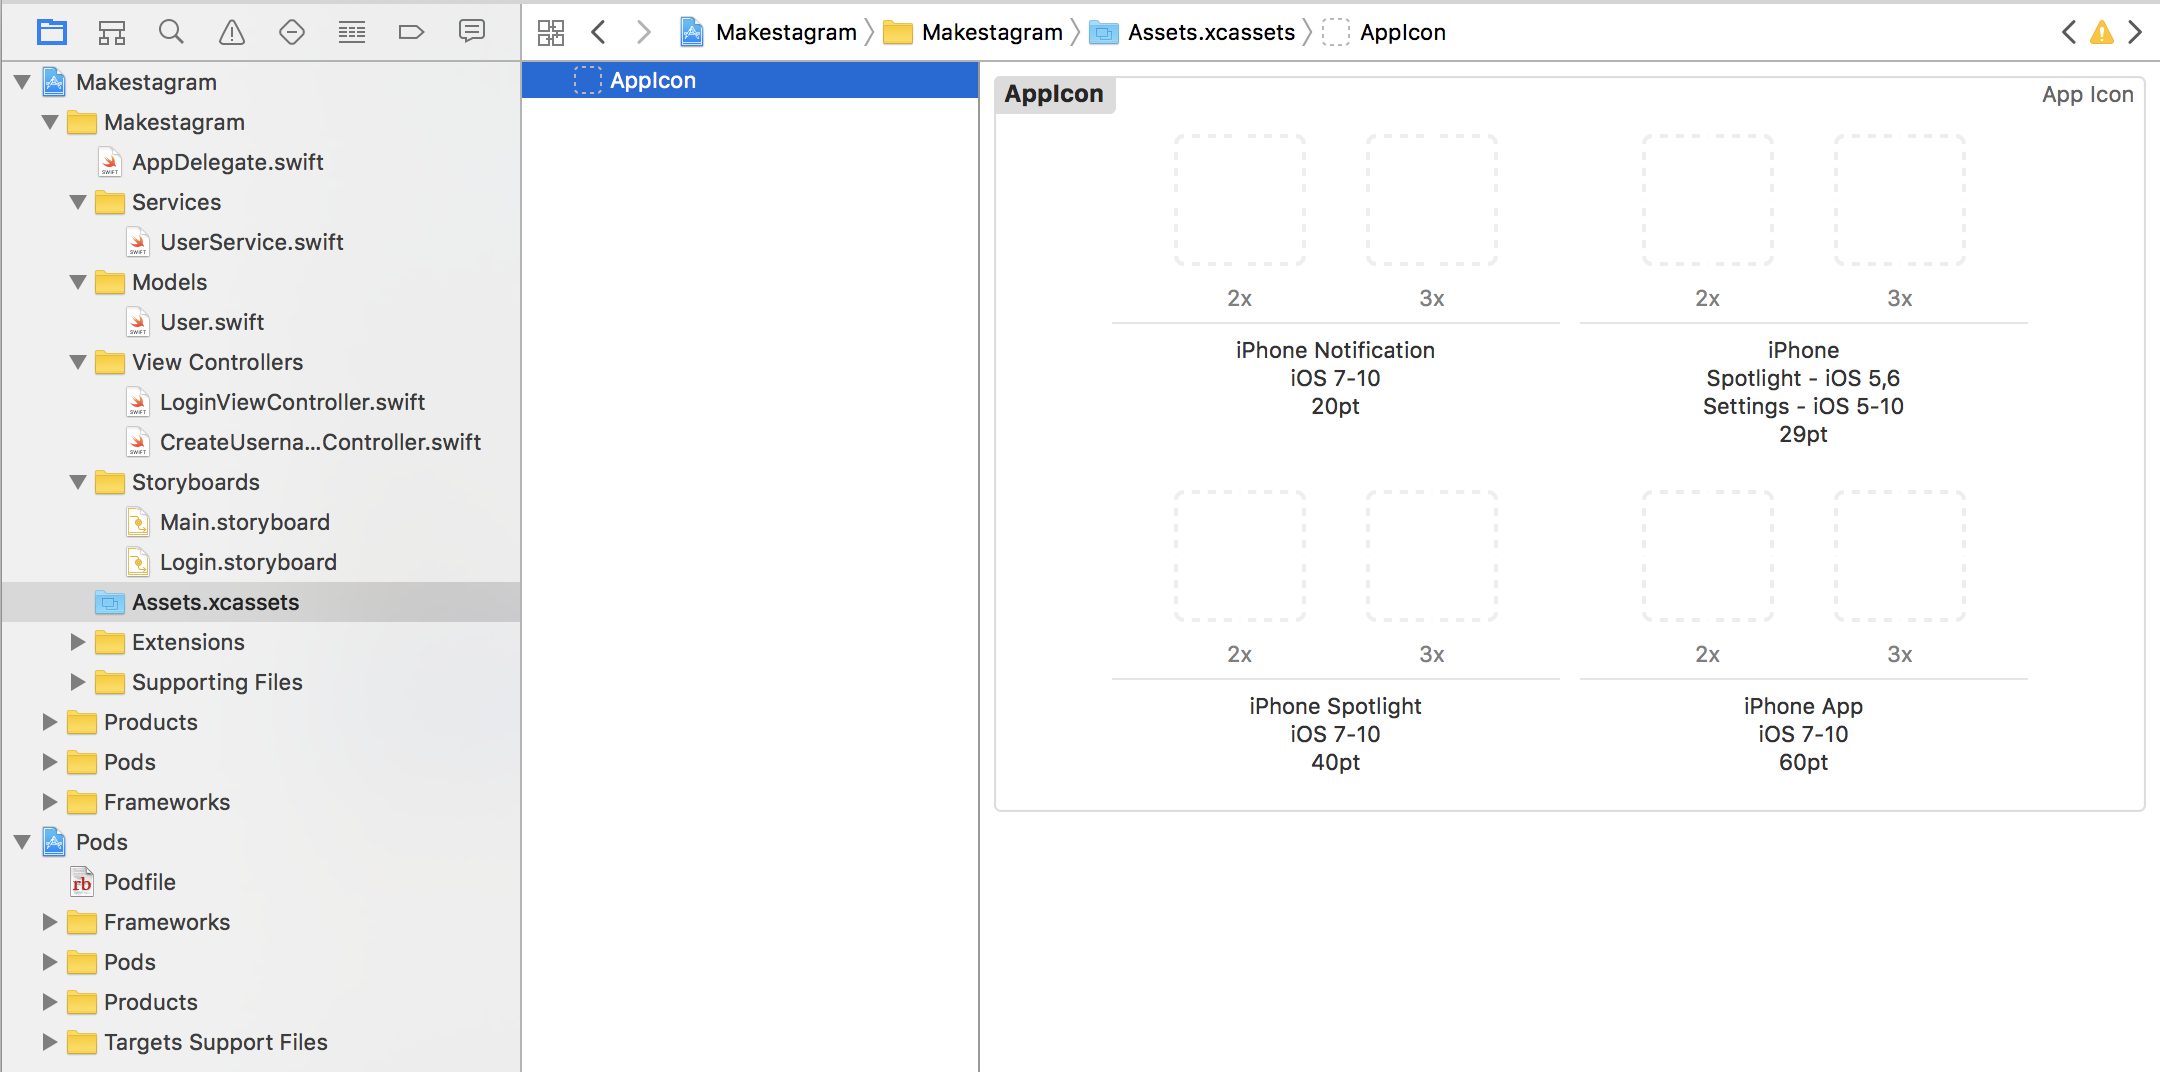 Makestagram
Makestagram
Assets.xcassets
AppIcon
Makestagram
Makestagram
AppDelegate.swift
Services
UserService.swift
Models
User.swift
View Controllers
LoginViewController.swift
CreateUserna...Controller.swift
Storyboards
Main.storyboard
Login.storyboard
Assets.xcassets
Extensions
Supporting Files
Products
Pods
Frameworks
Pods
rb
Podfile
Frameworks
Pods
Products
Targets Support Files
AppIcon
AppIcon
App Icon
2x
3x
iPhone Notification
iOS 7-10
20pt
2x
3x
iPhone
Spotlight - iOS 5,6
Settings - iOS 5-10
29pt
2x
3x
iPhone Spotlight
iOS 7-10
40pt
2x
3x
iPhone App
iOS 7-10
60pt